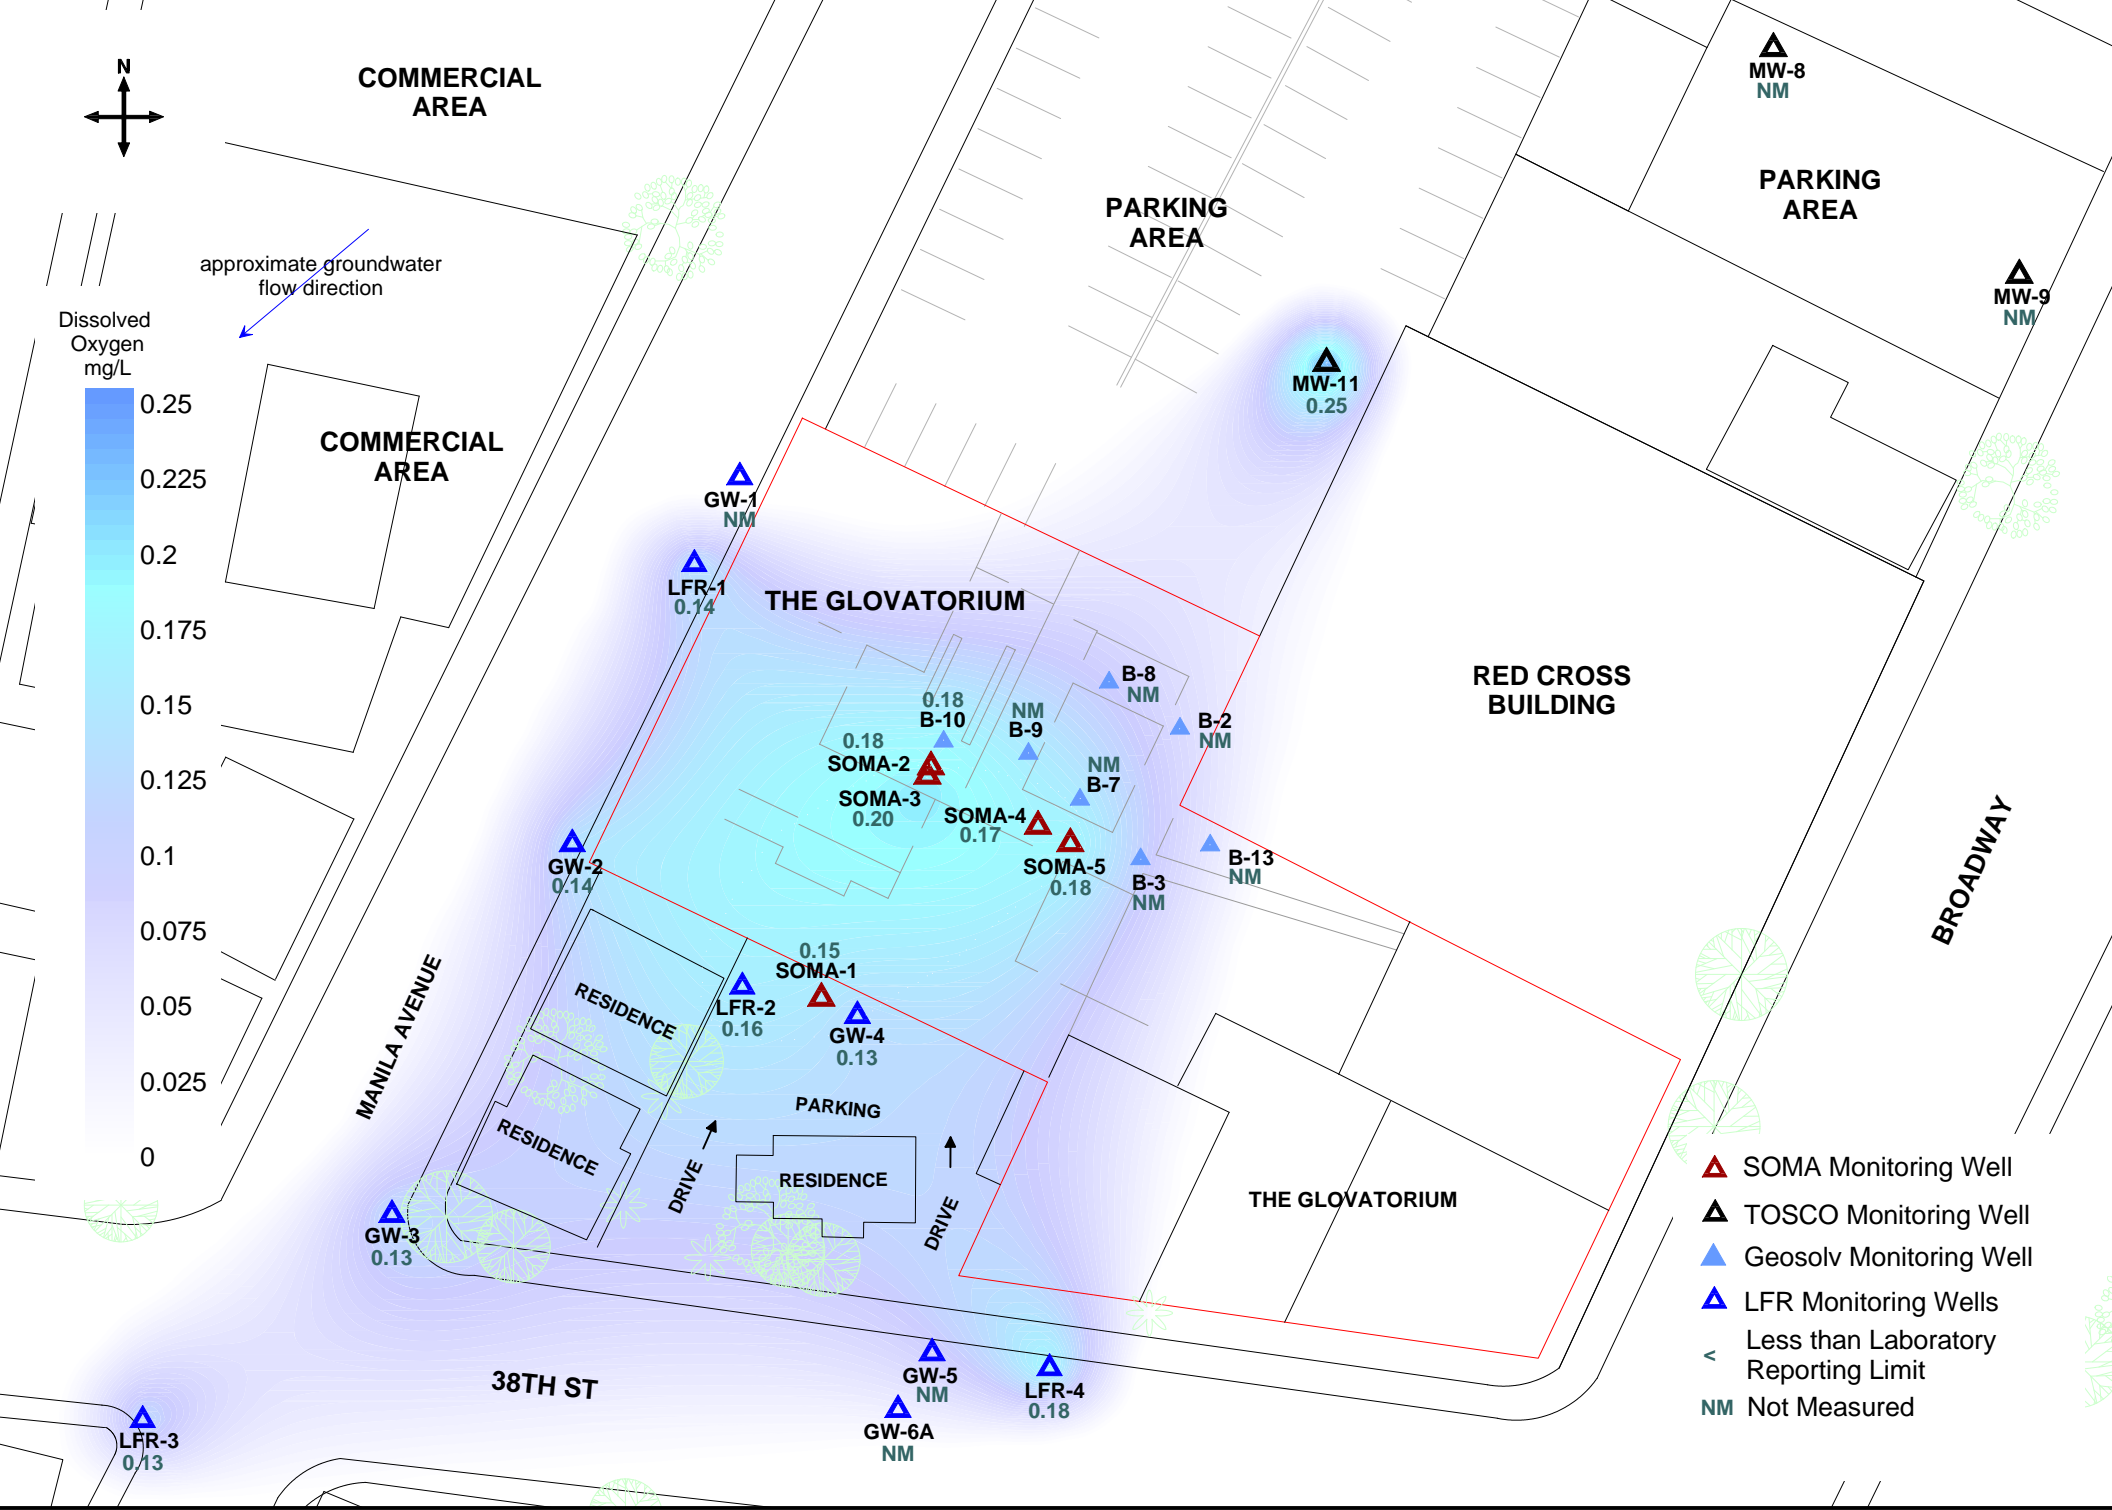 N
COMMERCIAL
AREA
MW-8
NM
PARKING
AREA
PARKING
AREA
approximate groundwater
flow direction
MW-9
NM
Dissolved
Oxygen
mg/L
0.25
0.225
0.2
0.175
0.15
0.125
0.1
0.075
0.05
0.025
0
MW-11
0.25
COMMERCIAL
AREA
GW-1
NM
LFR-1
0.14
THE GLOVATORIUM
RED CROSS
BUILDING
B-8
NM
0.18
B-10
NM
B-9
B-2
NM
0.18
SOMA-2
NM
B-7
SOMA-3
0.20
SOMA-4
0.17
SOMA-5
0.18
B-13
NM
B-3
NM
GW-2
0.14
BROADWAY
0.15
SOMA-1
LFR-2
0.16
GW-4
0.13
RESIDENCE
MANILA AVENUE
PARKING
RESIDENCE
DRIVE
RESIDENCE
DRIVE
THE GLOVATORIUM
GW-3
0.13
38TH ST
GW-5
NM
LFR-4
0.18
GW-6A
NM
LFR-3
0.13
SOMA Monitoring Well
TOSCO Monitoring Well
Geosolv Monitoring Well
LFR Monitoring Wells
< Less than Laboratory
Reporting Limit
NM Not Measured